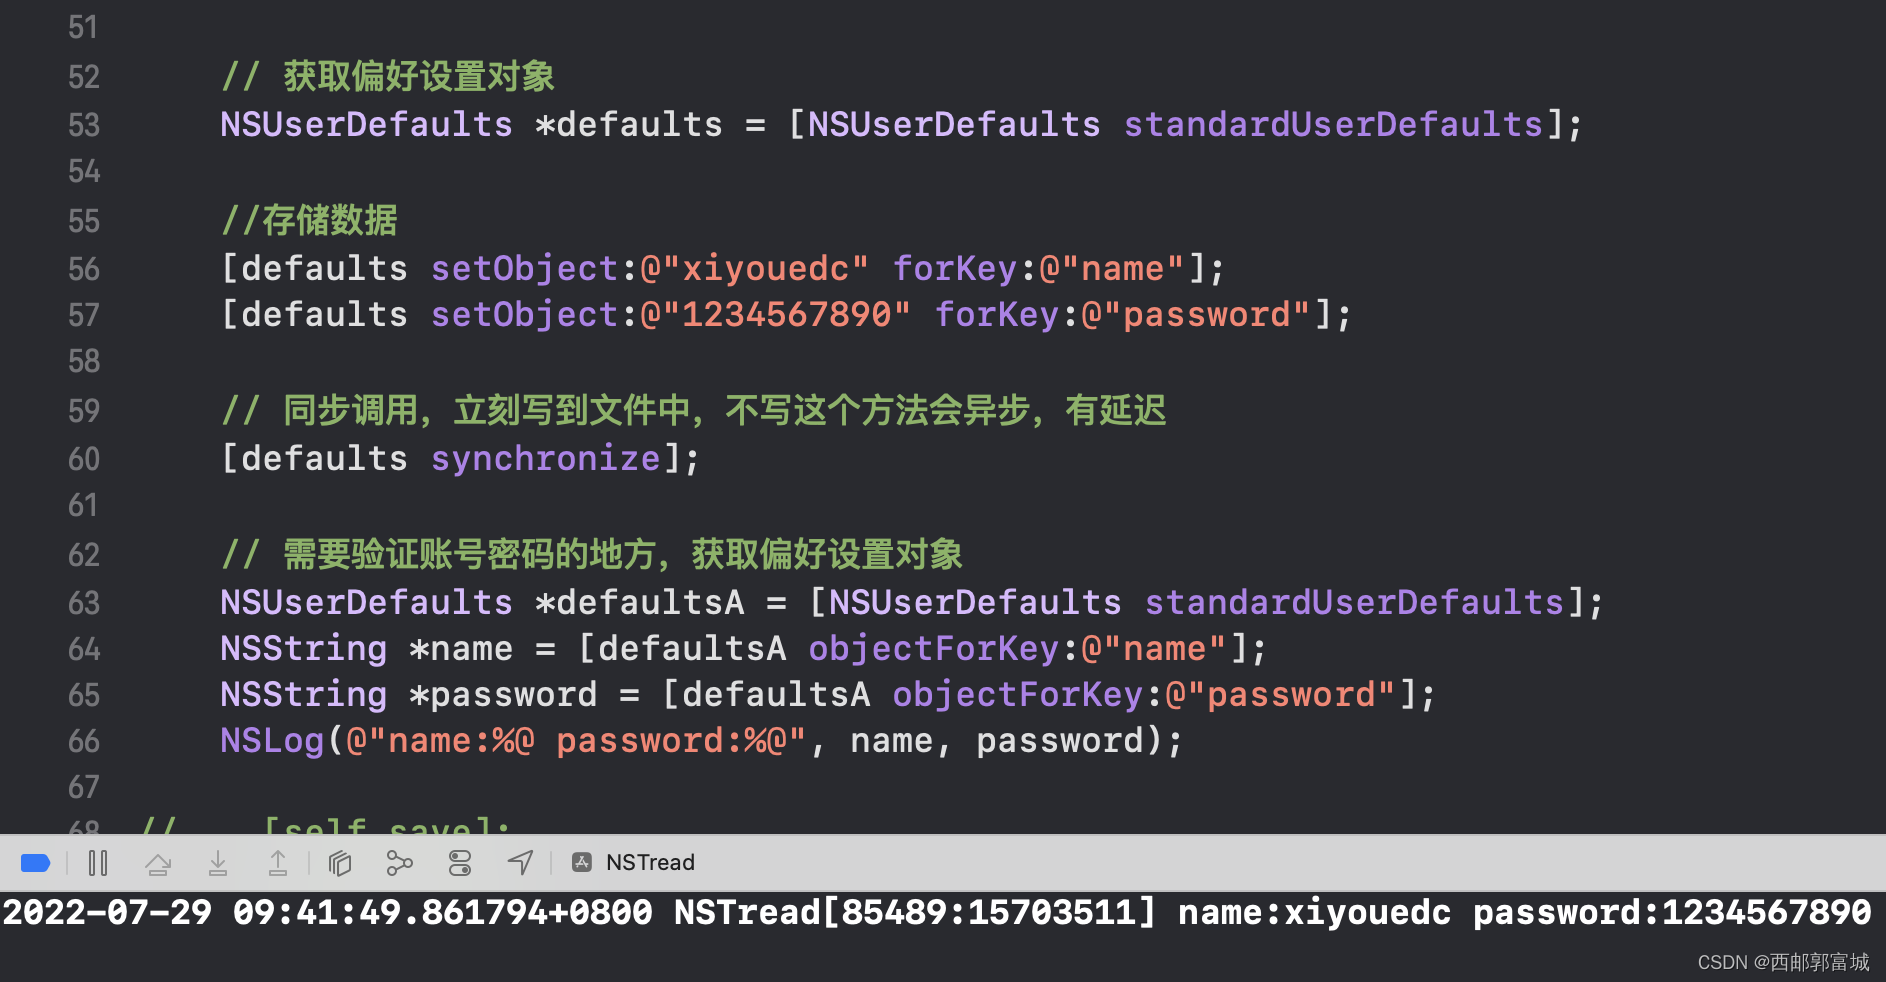 51
52 // 获取偏好设置对象
53 NSUserDefaults *defaults = [NSUserDefaults standardUserDefaults];
54
55 //存储数据
56 [defaults setObject:@"xiyouedc" forKey:@"name"];
57 [defaults setObject:@"1234567890" forKey:@"password"];
58
59 // 同步调用，立刻写到文件中，不写这个方法会异步，有延迟
60 [defaults synchronize];
61
62 // 需要验证账号密码的地方，获取偏好设置对象
63 NSUserDefaults *defaultsA = [NSUserDefaults standardUserDefaults];
64 NSString *name = [defaultsA objectForKey:@"name"];
65 NSString *password = [defaultsA objectForKey:@"password"];
66 NSLog(@"name:%@ password:%@", name, password);
67
68 // [self save];
NSTread
2022-07-29 09:41:49.861794+0800 NSTread[85489:15703511] name:xiyouedc password:1234567890
CSDN @西邮郭富城